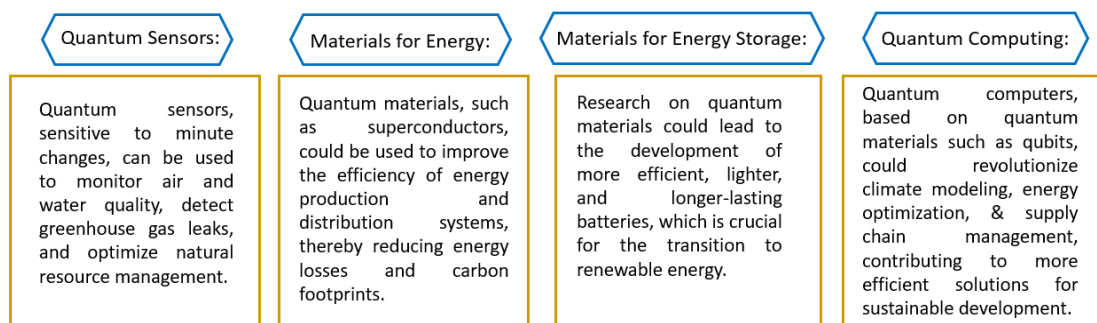 Quantum Sensors:
Quantum sensors,
sensitive to minute
changes, can be used
to monitor air and
water quality, detect
greenhouse gas leaks,
and optimize natural
resource management.
Materials for Energy:
Quantum materials, such
as superconductors,
could be used to improve
the efficiency of energy
production and
distribution systems,
thereby reducing energy
losses and carbon
footprints.
Materials for Energy Storage:
Research on quantum
materials could lead to
the development of
more efficient, lighter,
and longer-lasting
batteries, which is crucial
for the transition to
renewable energy.
Quantum Computing:
Quantum computers,
based on quantum
materials such as qubits,
could revolutionize
climate modeling, energy
optimization, & supply
chain management,
contributing to more
efficient solutions for
sustainable development.